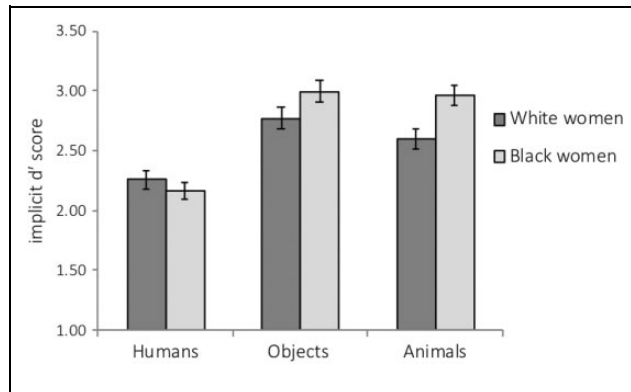 3.50
3.00
2.50
2.00
1.50
1.00
implicit d' score
Humans
Objects
Animals
White women
Black women